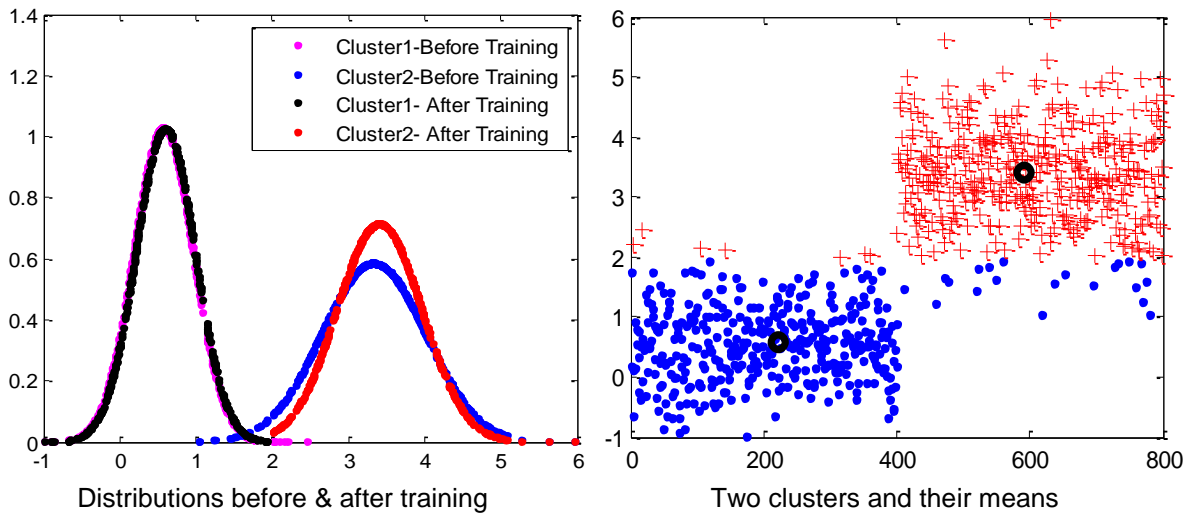 1.4
1.2
1
0.8
0.6
0.4
0.2
0
-1 0 1 2 3 4 5 6
Cluster1-Before Training
Cluster2-Before Training
Cluster1- After Training
Cluster2- After Training
Distributions before & after training
6
5
4
3
2
1
0
-1
0 200 400 600 800
Two clusters and their means